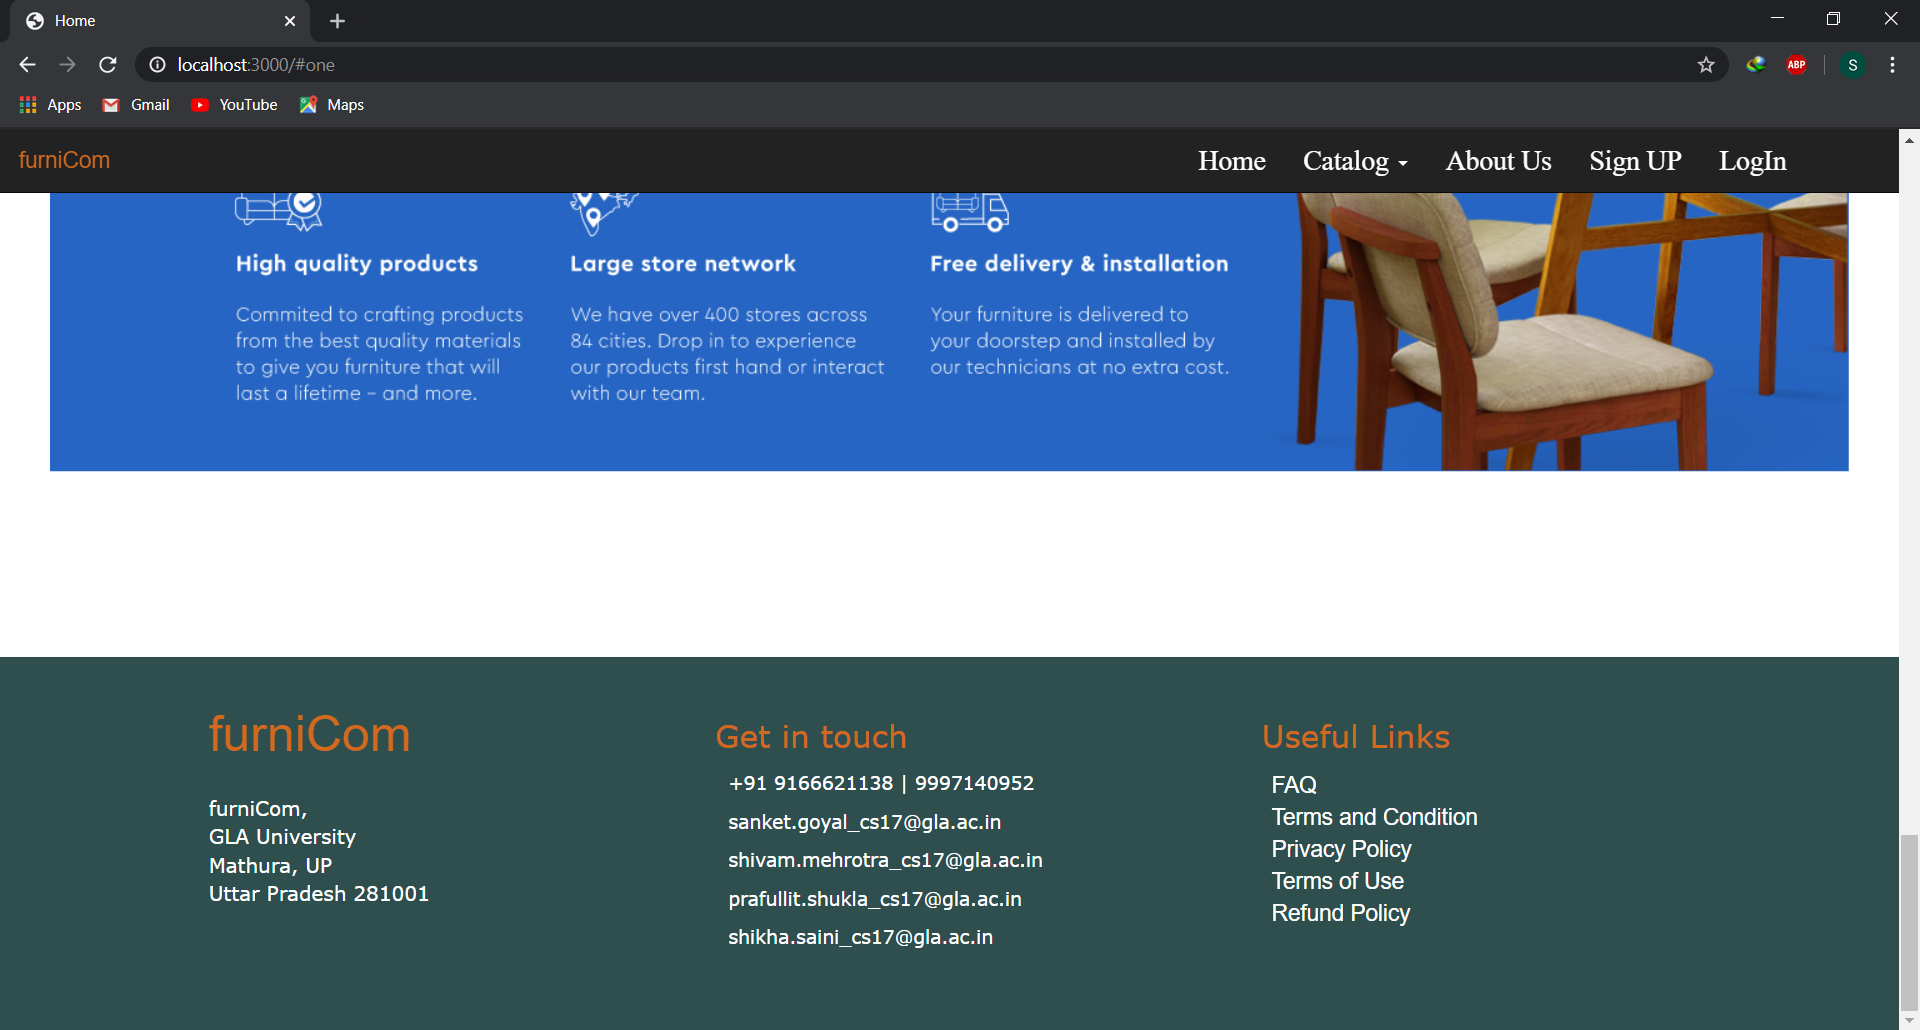 Home
localhost:3000/#one
ABP
S
Apps
Gmail
YouTube
Maps
furniCom
Home
Catalog
About Us
Sign UP
LogIn
High quality products
Commited to crafting products
from the best quality materials
to give you furniture that will
last a lifetime – and more.
Large store network
We have over 400 stores across
84 cities. Drop in to experience
our products first hand or interact
with our team.
Free delivery & installation
Your furniture is delivered to
your doorstep and installed by
our technicians at no extra cost.
furniCom
furniCom,
GLA University
Mathura, UP
Uttar Pradesh 281001
Get in touch
+91 9166621138 | 9997140952
sanket.goyal_cs17@gla.ac.in
shivam.mehrotra_cs17@gla.ac.in
prafullit.shukla_cs17@gla.ac.in
shikha.saini_cs17@gla.ac.in
Useful Links
FAQ
Terms and Condition
Privacy Policy
Terms of Use
Refund Policy